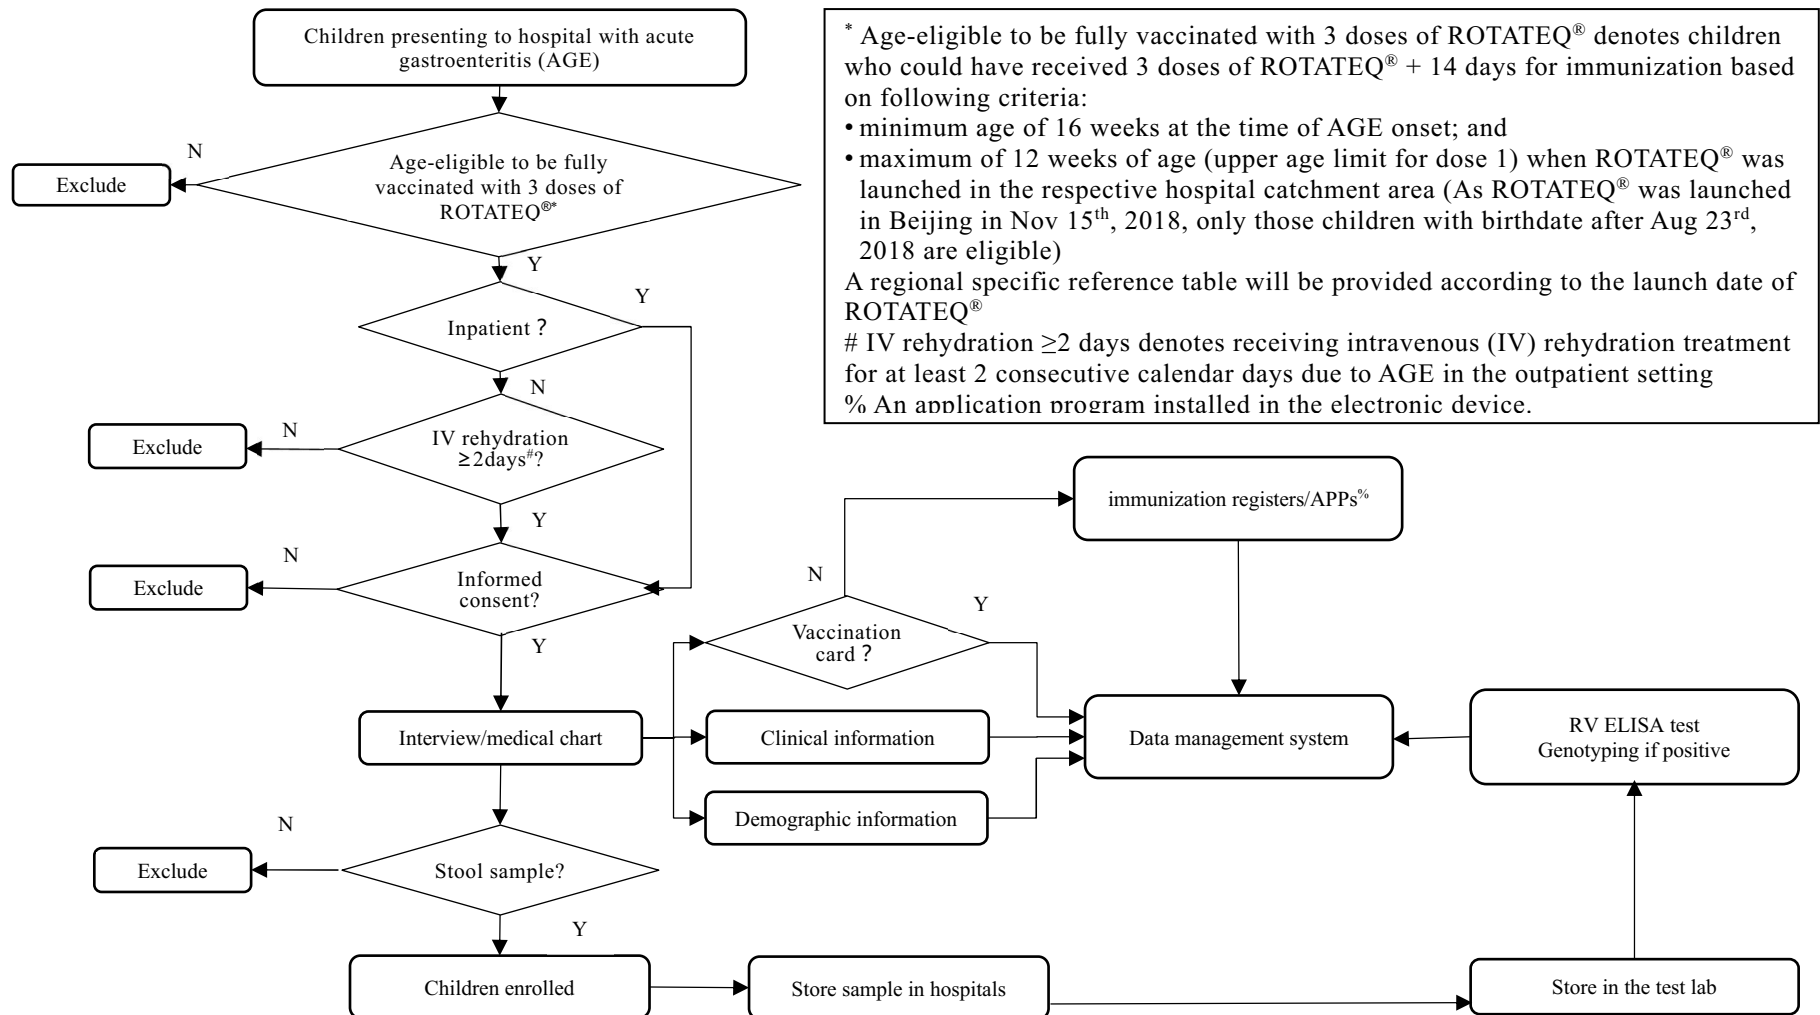 Children presenting to hospital with acute
gastroenteritis (AGE)
* Age-eligible to be fully vaccinated with 3 doses of ROTATEQ® denotes children
who could have received 3 doses of ROTATEQ® + 14 days for immunization based
on following criteria:
• minimum age of 16 weeks at the time of AGE onset; and
• maximum of 12 weeks of age (upper age limit for dose 1) when ROTATEQ® was
launched in the respective hospital catchment area (As ROTATEQ® was launched
in Beijing in Nov 15th, 2018, only those children with birthdate after Aug 23rd,
2018 are eligible)
A regional specific reference table will be provided according to the launch date of
ROTATEQ®
# IV rehydration ≥2 days denotes receiving intravenous (IV) rehydration treatment
for at least 2 consecutive calendar days due to AGE in the outpatient setting
% An application program installed in the electronic device.
N
Exclude
Age-eligible to be fully
vaccinated with 3 doses of
ROTATEQ®*
Y
Inpatient ?
Y
N
IV rehydration
≥2days#?
N
Exclude
Y
Informed
consent?
N
Exclude
Y
immunization registers/APPs%
N
Y
Vaccination
card ?
Interview/medical chart
Clinical information
Demographic information
Data management system
RV ELISA test
Genotyping if positive
N
Exclude
Stool sample?
Y
Children enrolled
Store sample in hospitals
Store in the test lab